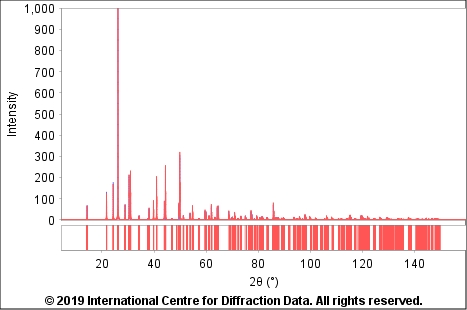 1,000
900
800
700
600
500
400
300
200
100
0
Intensity
20 40 60 80 100 120 140
2θ (°)
© 2019 International Centre for Diffraction Data. All rights reserved.